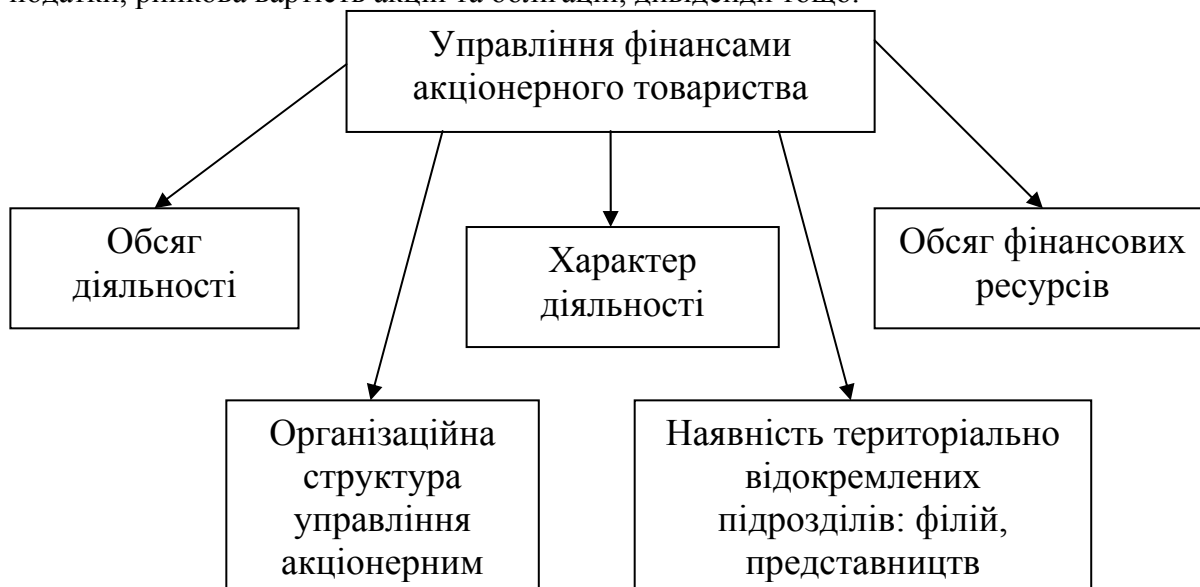 податки, ринкова вартість акцій та облігацій, дивіденди тощо.
Управління фінансами
акціонерного товариства
Обсяг
діяльності
Характер
діяльності
Обсяг фінансових
ресурсів
Організаційна
структура
управління
акціонерним
Наявність територіально
відокремлених
підрозділів: філій,
представництв